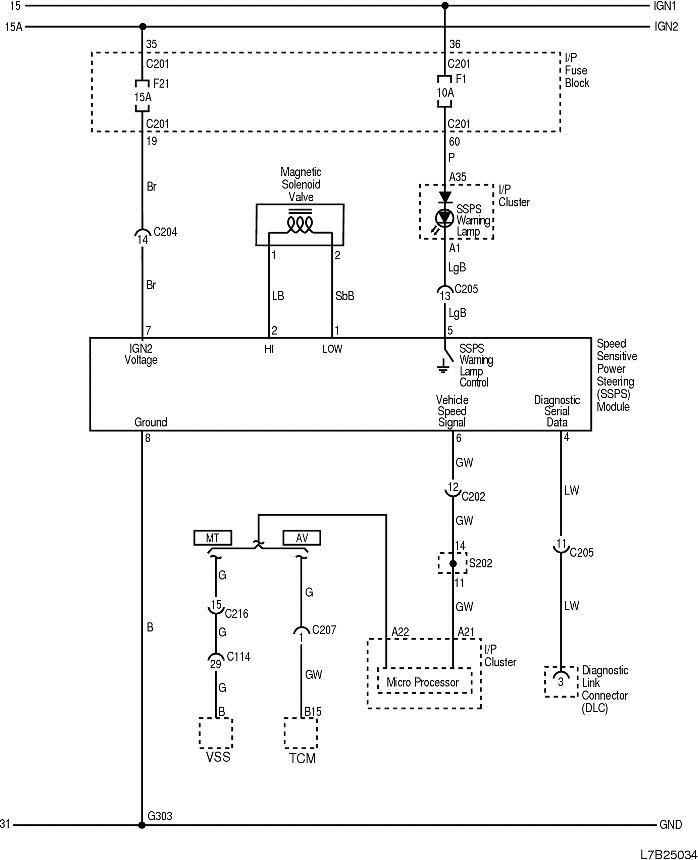 15
IGN1
15A
IGN2
35
36
C201
C201
I/P
Fuse
Block
F21
F1
15A
10A
C201
C201
19
60
P
Magnetic
Solenoid
Valve
A35
Br
I/P
Cluster
SSPS
Warning
Lamp
C204
14
1
2
A1
LgB
Br
LB
SbB
C205
13
LgB
7
2
1
5
IGN2
Voltage
HI
LOW
SSPS
Warning
Lamp
Control
Speed
Sensitive
Power
Steering
(SSPS)
Module
Ground
Vehicle
Speed
Signal
Diagnostic
Serial
Data
8
6
4
GW
12
C202
LW
GW
MT
AV
14
S202
11
C205
11
G
G
15
C216
GW
LW
B
G
C207
1
A22
A21
I/P
Cluster
C114
29
Micro Processor
GW
G
3
Diagnostic
Link
Connector
(DLC)
B
B15
VSS
TCM
31
G303
GND
L7B25034